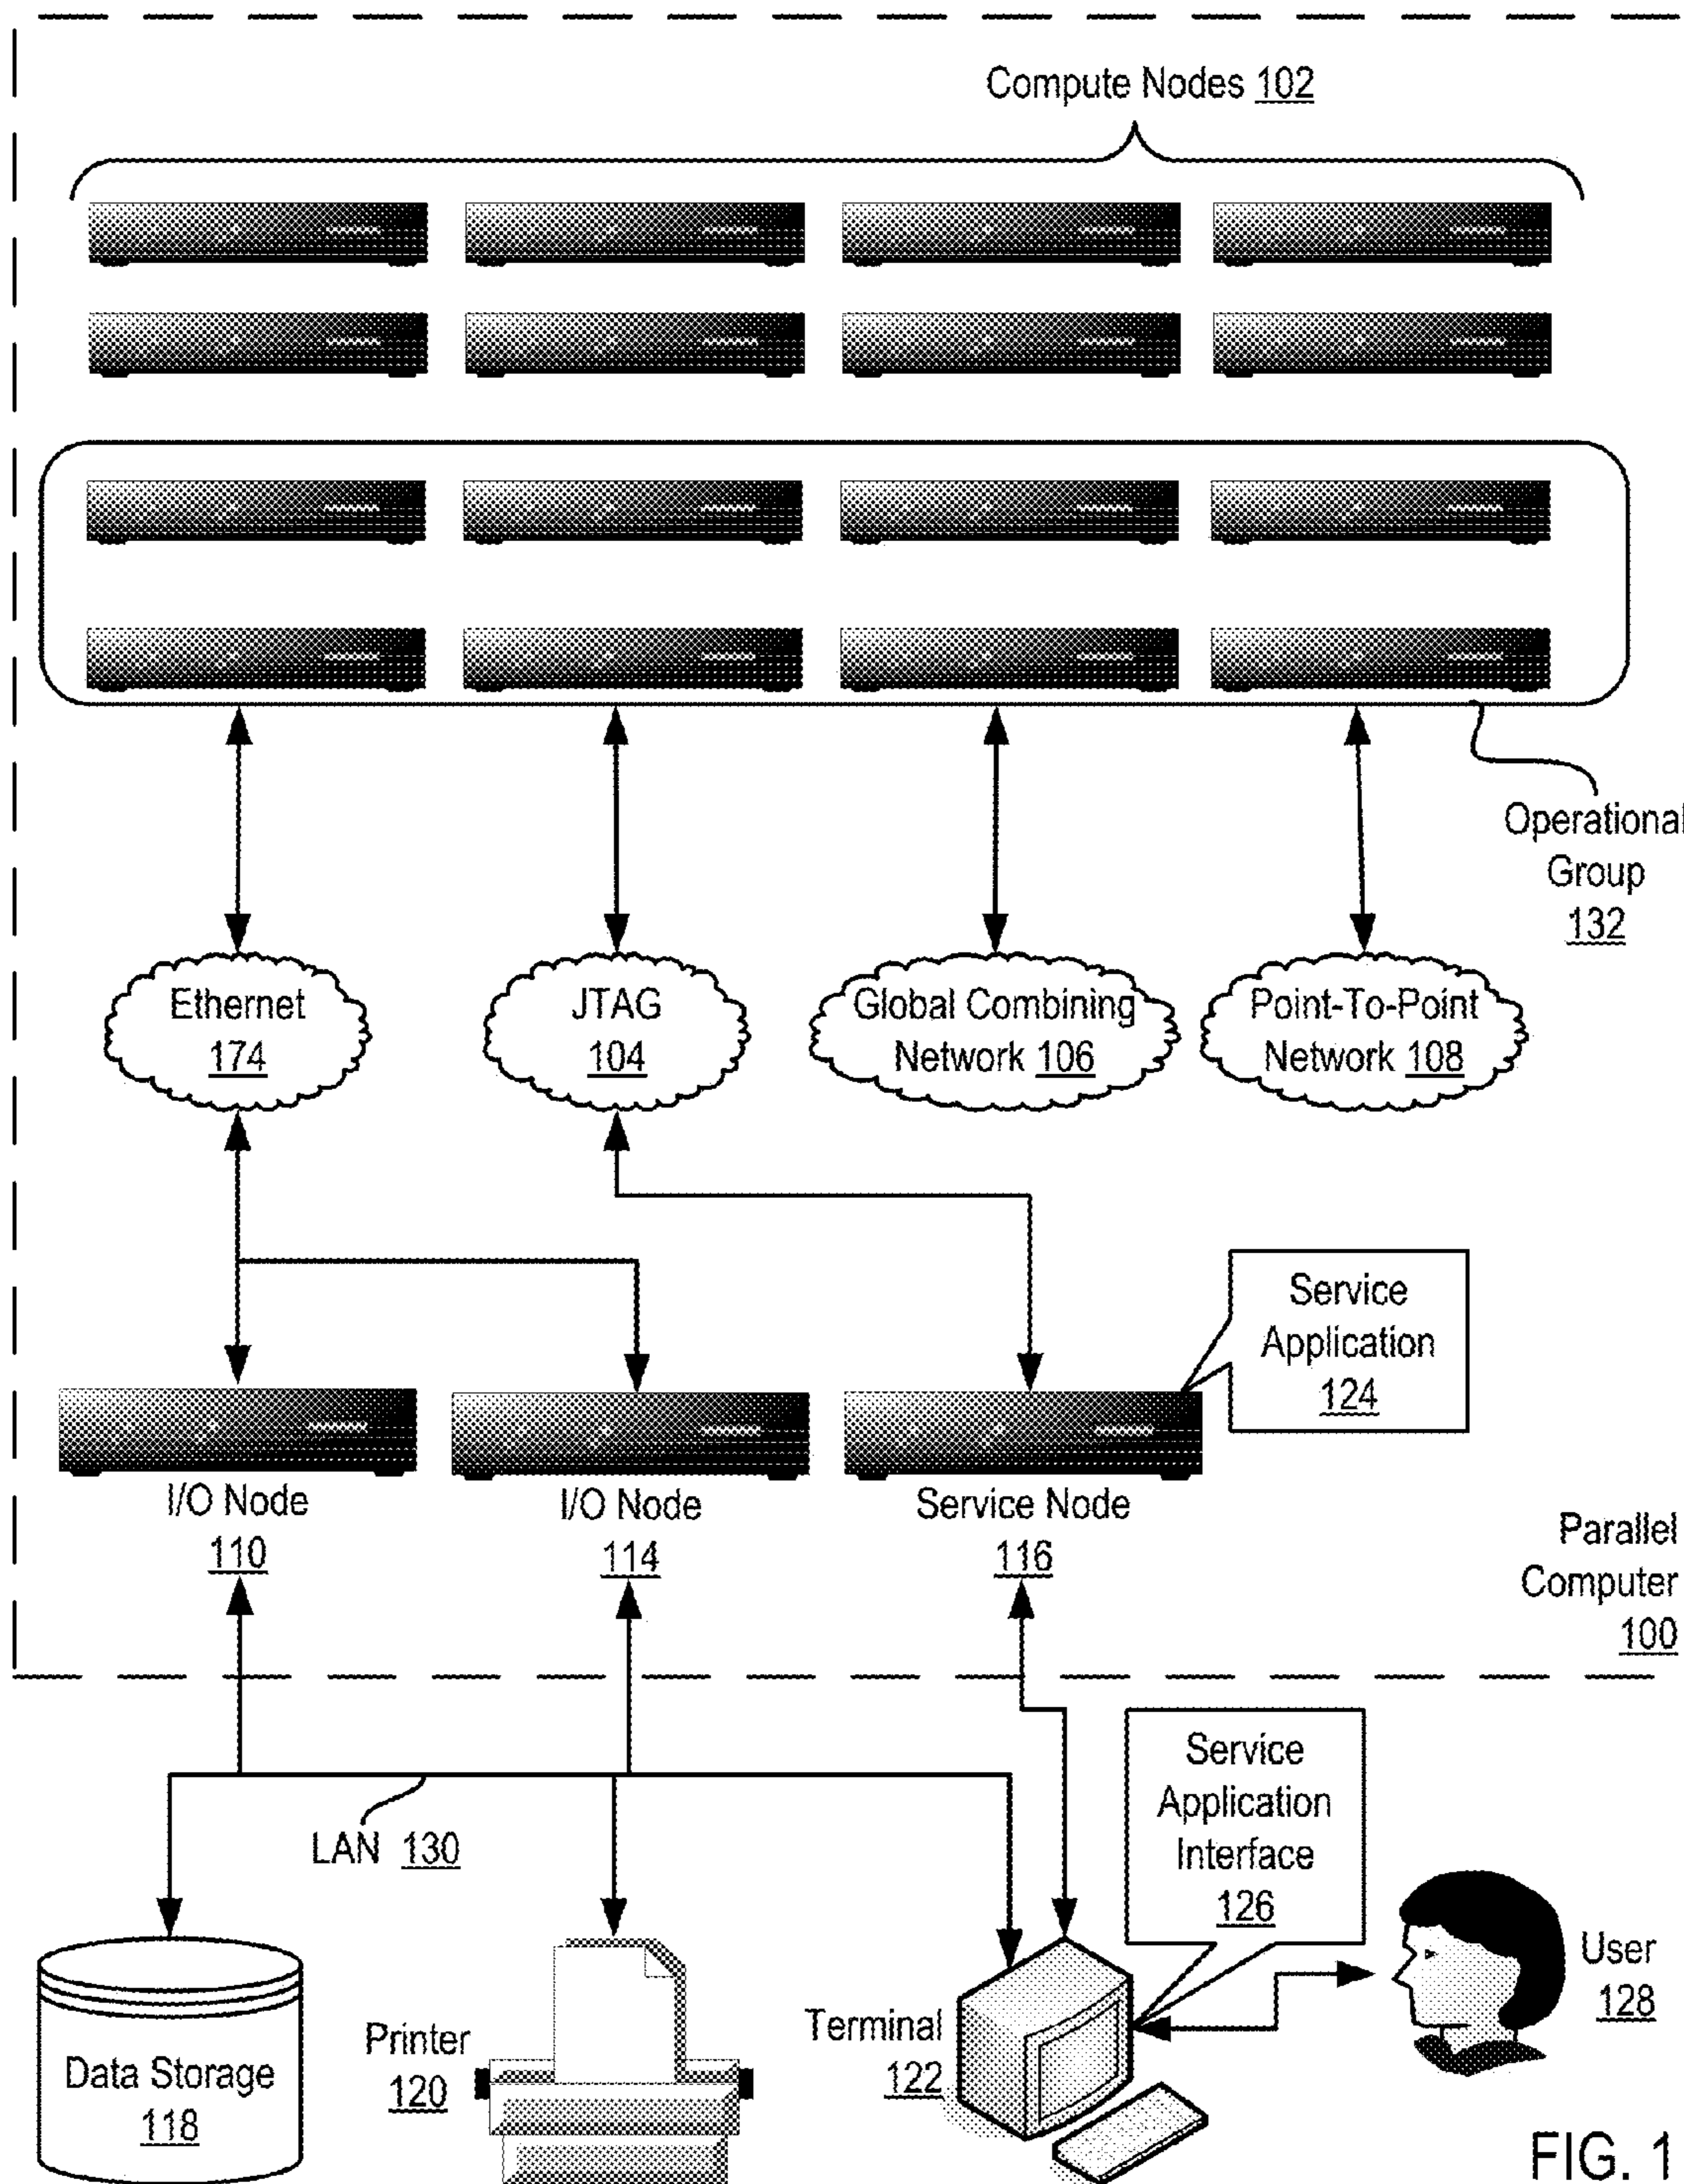 Compute Nodes 102
Operational
Group
132
Ethernet
174
JTAG
104
Global Combining
Network 106
Point-To-Point
Network 108
Service
Application
124
I/O Node
110
I/O Node
114
Service Node
116
Parallel
Computer
100
LAN 130
Service
Application
Interface
126
Data Storage
118
Printer
120
Terminal
122
User
128
FIG. 1